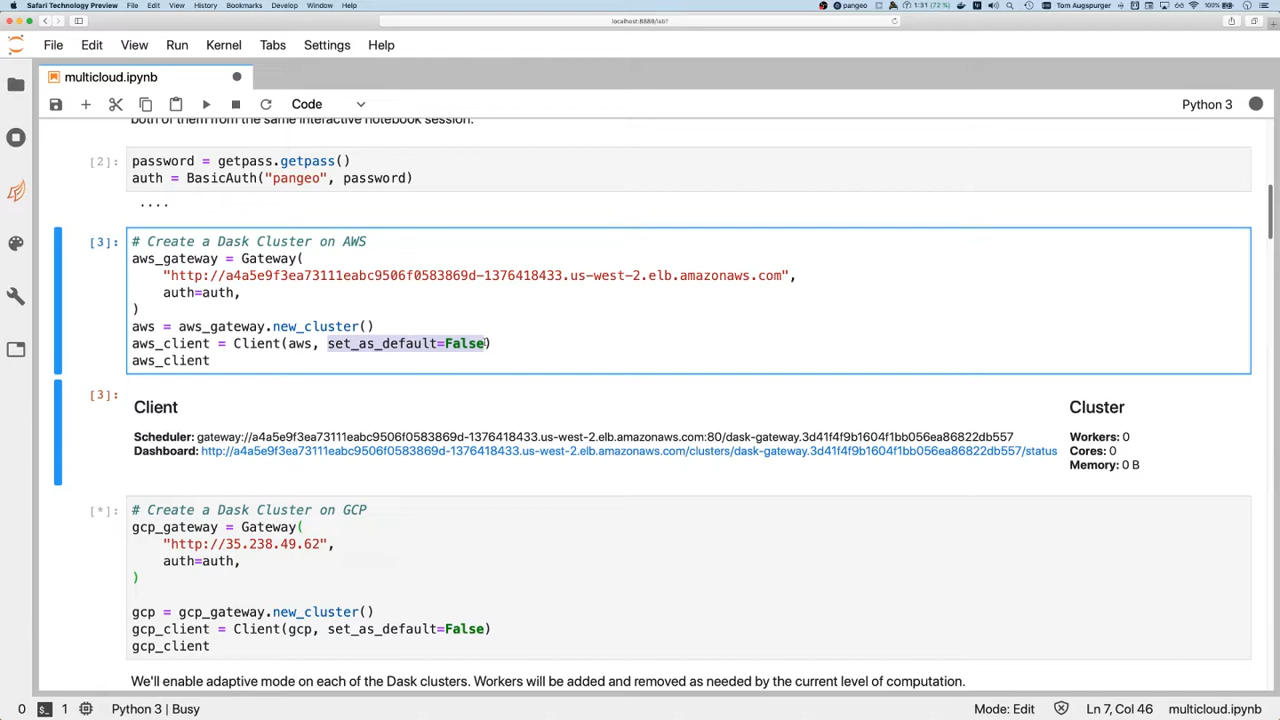 Safari Technology Preview File Edit View History Bookmarks Develop Window Help pangeo 1:31 (72 %) Tom Augspurger 100%
localhost:8888/lab?
File Edit View Run Kernel Tabs Settings Help
multicloud.ipynb
Code Python 3
both of them from the same interactive notebook session.
[2]: password = getpass.getpass()
auth = BasicAuth("pangeo", password)
....
[3]: # Create a Dask Cluster on AWS
aws_gateway = Gateway(
"http://a4a5e9f3ea73111eabc9506f0583869d-1376418433.us-west-2.elb.amazonaws.com",
auth=auth,
)
aws = aws_gateway.new_cluster()
aws_client = Client(aws, set_as_default=False)
aws_client
[3]: Client Cluster
Scheduler: gateway://a4a5e9f3ea73111eabc9506f0583869d-1376418433.us-west-2.elb.amazonaws.com:80/dask-gateway.3d41f4f9b1604f1bb056ea86822db557 Workers: 0
Dashboard: http://a4a5e9f3ea73111eabc9506f0583869d-1376418433.us-west-2.elb.amazonaws.com/clusters/dask-gateway.3d41f4f9b1604f1bb056ea86822db557/status Cores: 0
Memory: 0 B
[*]: # Create a Dask Cluster on GCP
gcp_gateway = Gateway(
"http://35.238.49.62",
auth=auth,
)
gcp = gcp_gateway.new_cluster()
gcp_client = Client(gcp, set_as_default=False)
gcp_client
We'll enable adaptive mode on each of the Dask clusters. Workers will be added and removed as needed by the current level of computation.
0 1 Python 3 | Busy Mode: Edit Ln 7, Col 46 multicloud.ipynb